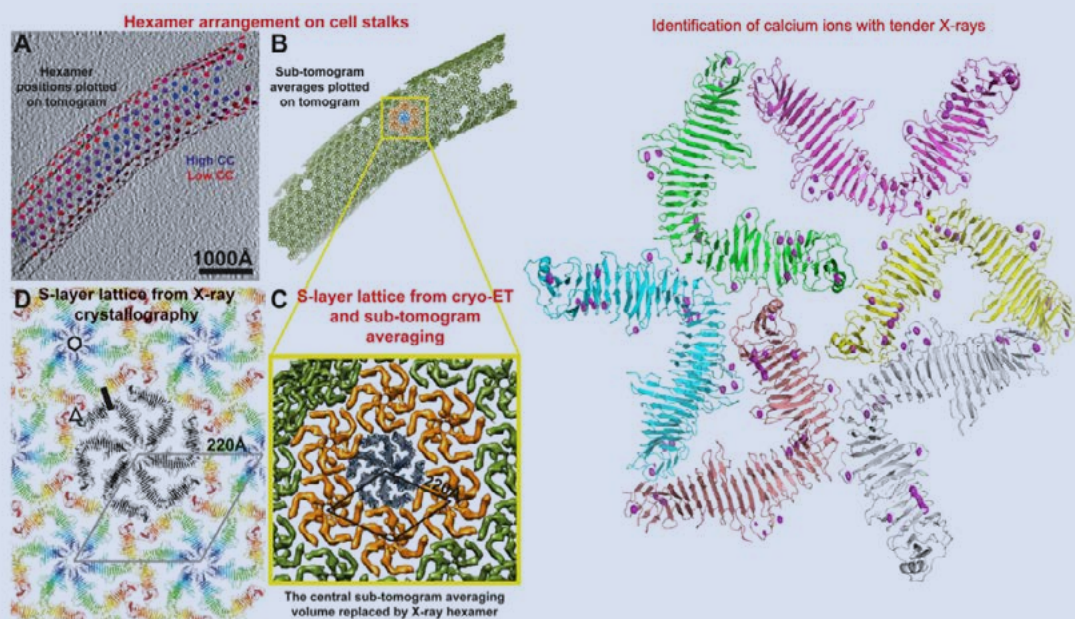 Hexamer arrangement on cell stalks
A
Hexamer
positions plotted
on tomogram
High CC
Low CC
1000Å
B
Sub-tomogram
averages plotted
on tomogram
D
S-layer lattice from X-ray
crystallography
220Å
C
S-layer lattice from cryo-ET
and sub-tomogram
averaging
220Å
The central sub-tomogram averaging
volume replaced by X-ray hexamer
Identification of calcium ions with tender X-rays